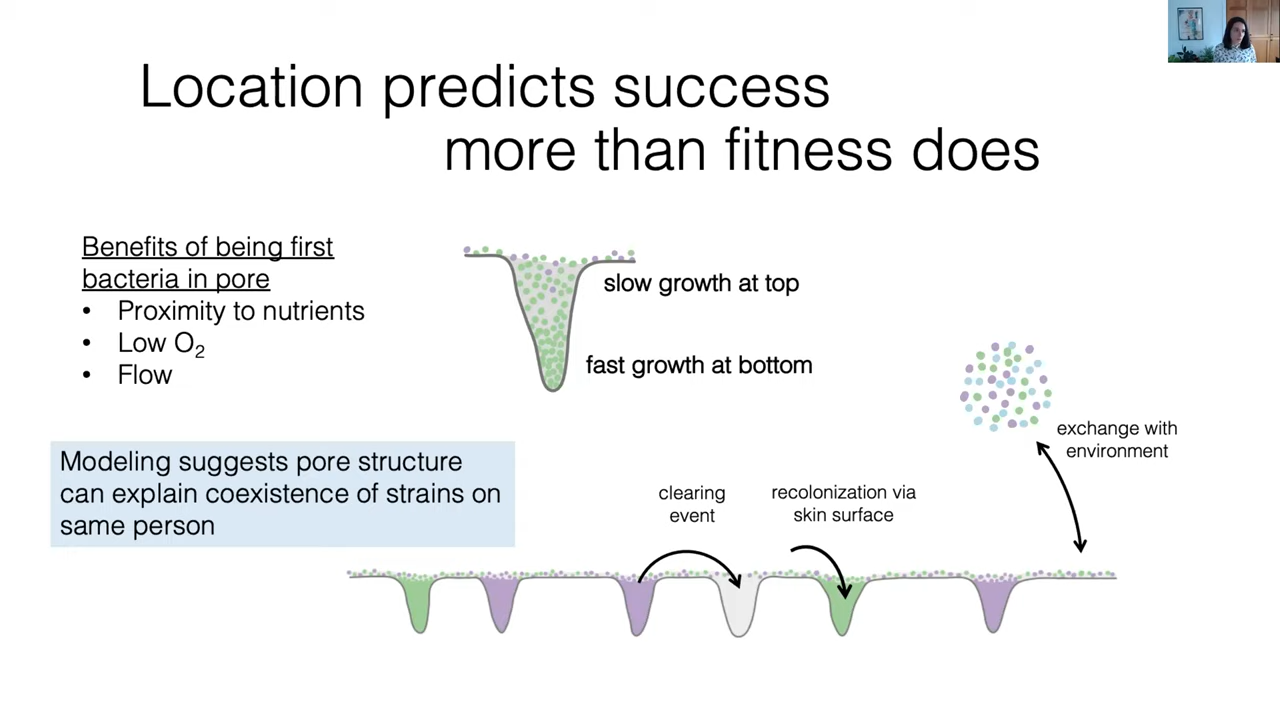 Location predicts success
more than fitness does
Benefits of being first
bacteria in pore
• Proximity to nutrients
• Low O₂
• Flow
slow growth at top
fast growth at bottom
exchange with
environment
Modeling suggests pore structure
can explain coexistence of strains on
same person
clearing
event
recolonization via
skin surface